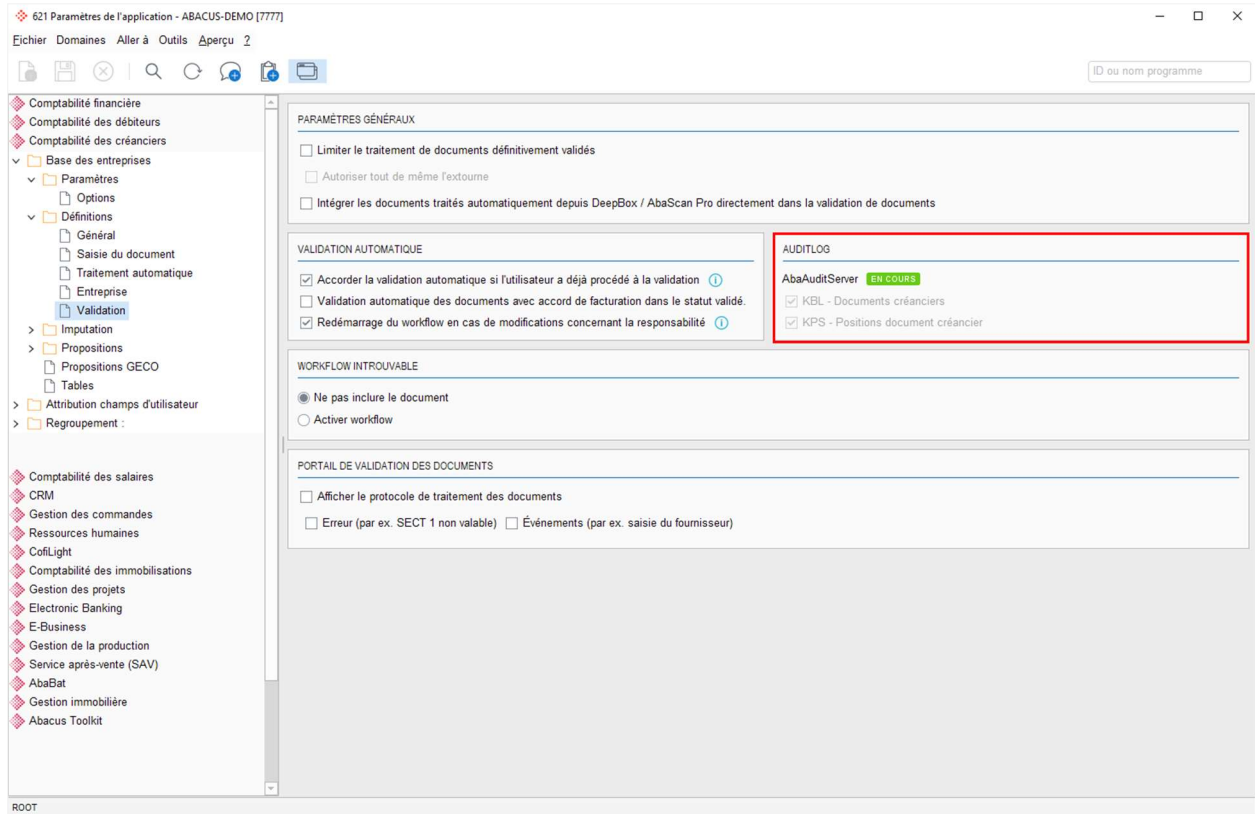 621 Paramètres de l'application - ABACUS-DEMO [7777]
Fichier Domaines Aller à Outils Aperçu ?
ID ou nom programme
Comptabilité financière
Comptabilité des débiteurs
Comptabilité des créanciers
Base des entreprises
Paramètres
Options
Définitions
Général
Saisie du document
Traitement automatique
Entreprise
Validation
Imputation
Propositions
Propositions GECO
Tables
Attribution champs d'utilisateur
Regroupement :
Comptabilité des salaires
CRM
Gestion des commandes
Ressources humaines
CofiLight
Comptabilité des immobilisations
Gestion des projets
Electronic Banking
E-Business
Gestion de la production
Service après-vente (SAV)
AbaBat
Gestion immobilière
Abacus Toolkit
PARAMÈTRES GÉNÉRAUX
Limiter le traitement de documents définitivement validés
Autoriser tout de même l'extourne
Intégrer les documents traités automatiquement depuis DeepBox / AbaScan Pro directement dans la validation de documents
VALIDATION AUTOMATIQUE
Accorder la validation automatique si l'utilisateur a déjà procédé à la validation
Validation automatique des documents avec accord de facturation dans le statut validé.
Redémarrage du workflow en cas de modifications concernant la responsabilité
AUDITLOG
AbaAuditServer EN COURS
KBL - Documents créanciers
KPS - Positions document créancier
WORKFLOW INTROUVABLE
Ne pas inclure le document
Activer workflow
PORTAIL DE VALIDATION DES DOCUMENTS
Afficher le protocole de traitement des documents
Erreur (par ex. SECT 1 non valable) Événements (par ex. saisie du fournisseur)
ROOT